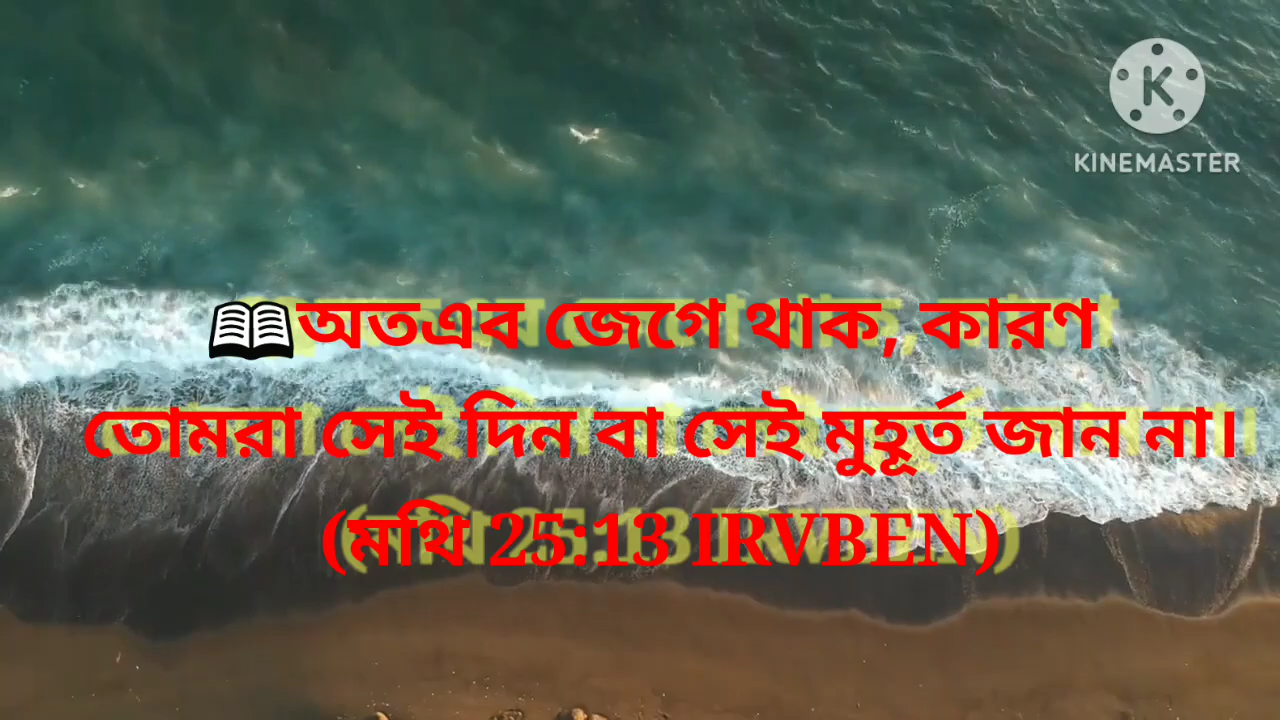 KINEMASTER
📖অতএব জেগে থাক, কারণ
তোমরা সেই দিন বা সেই মুহূর্ত জান না।
(মথি 25:13 IRVBEN)